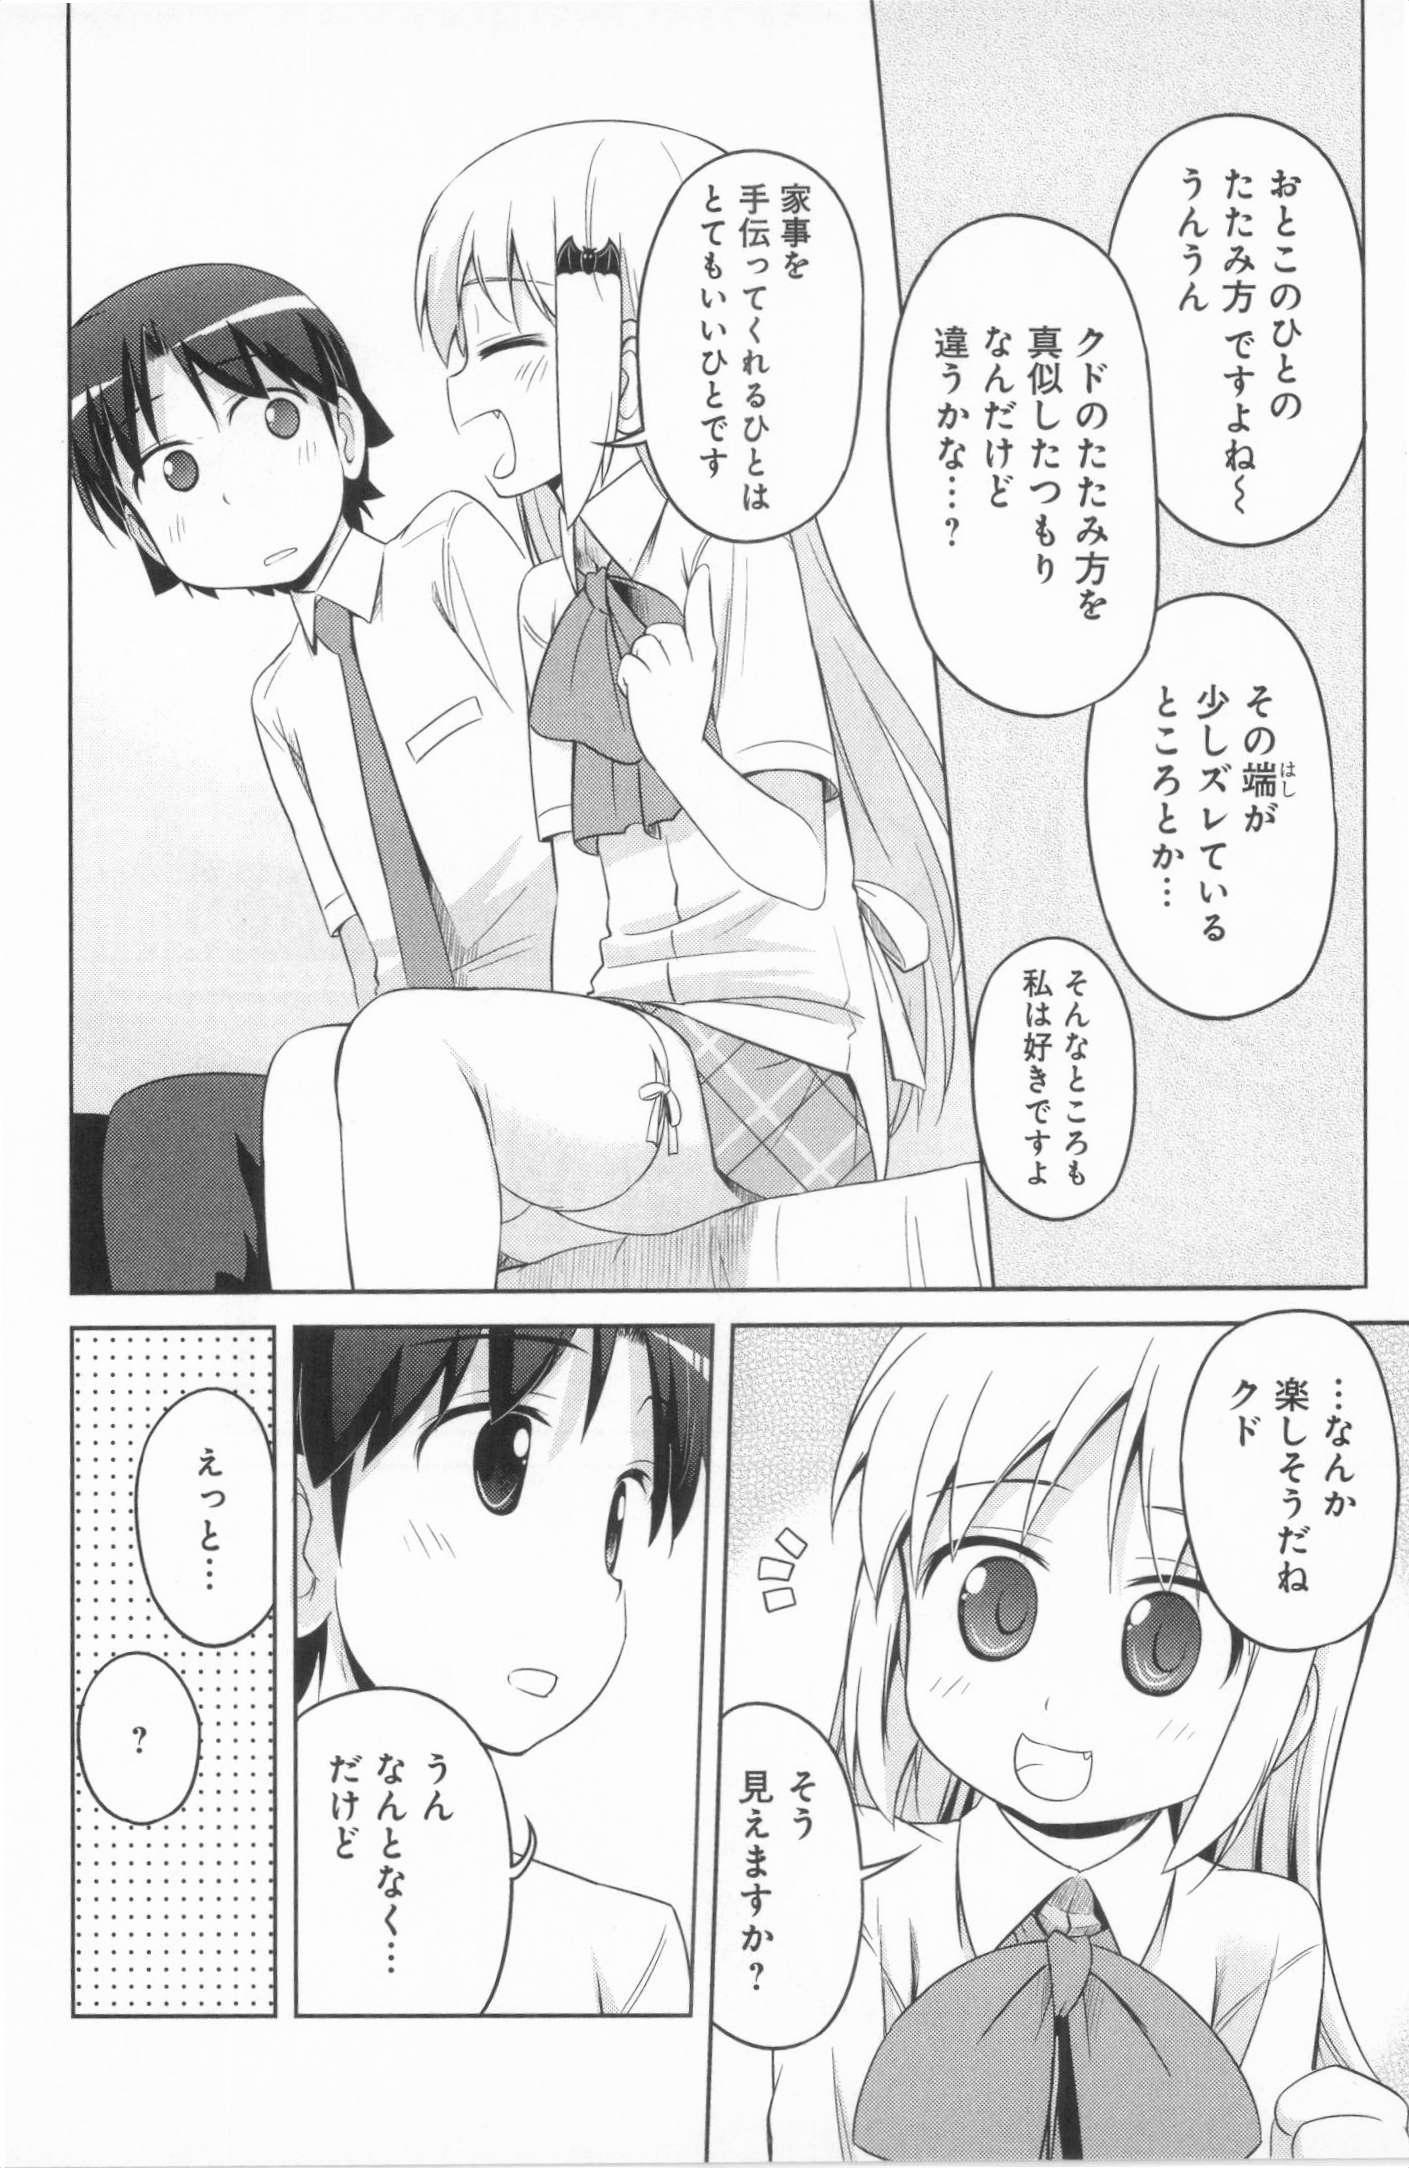 おとこのひとの
たたみ方ですよね～
うんうん
クドのたたみ方を
真似したつもり
なんだけど
違うかな…?
その端が
はし
少しズレている
ところとか…
そんなところも
私は好きですよ
家事を
手伝ってくれるひとは
とてもいいひとです
…なんか
楽しそうだね
クド
そう
見えますか?
うん
なんとなく…
だけど
えっと…
?